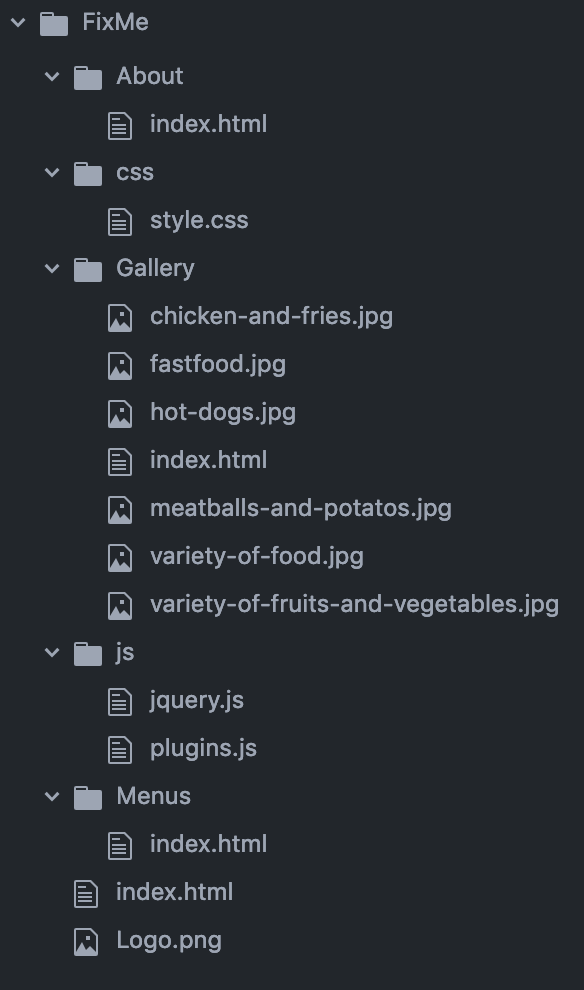 FixMe
About
index.html
css
style.css
Gallery
chicken-and-fries.jpg
fastfood.jpg
hot-dogs.jpg
index.html
meatballs-and-potatos.jpg
variety-of-food.jpg
variety-of-fruits-and-vegetables.jpg
js
jquery.js
plugins.js
Menus
index.html
index.html
Logo.png